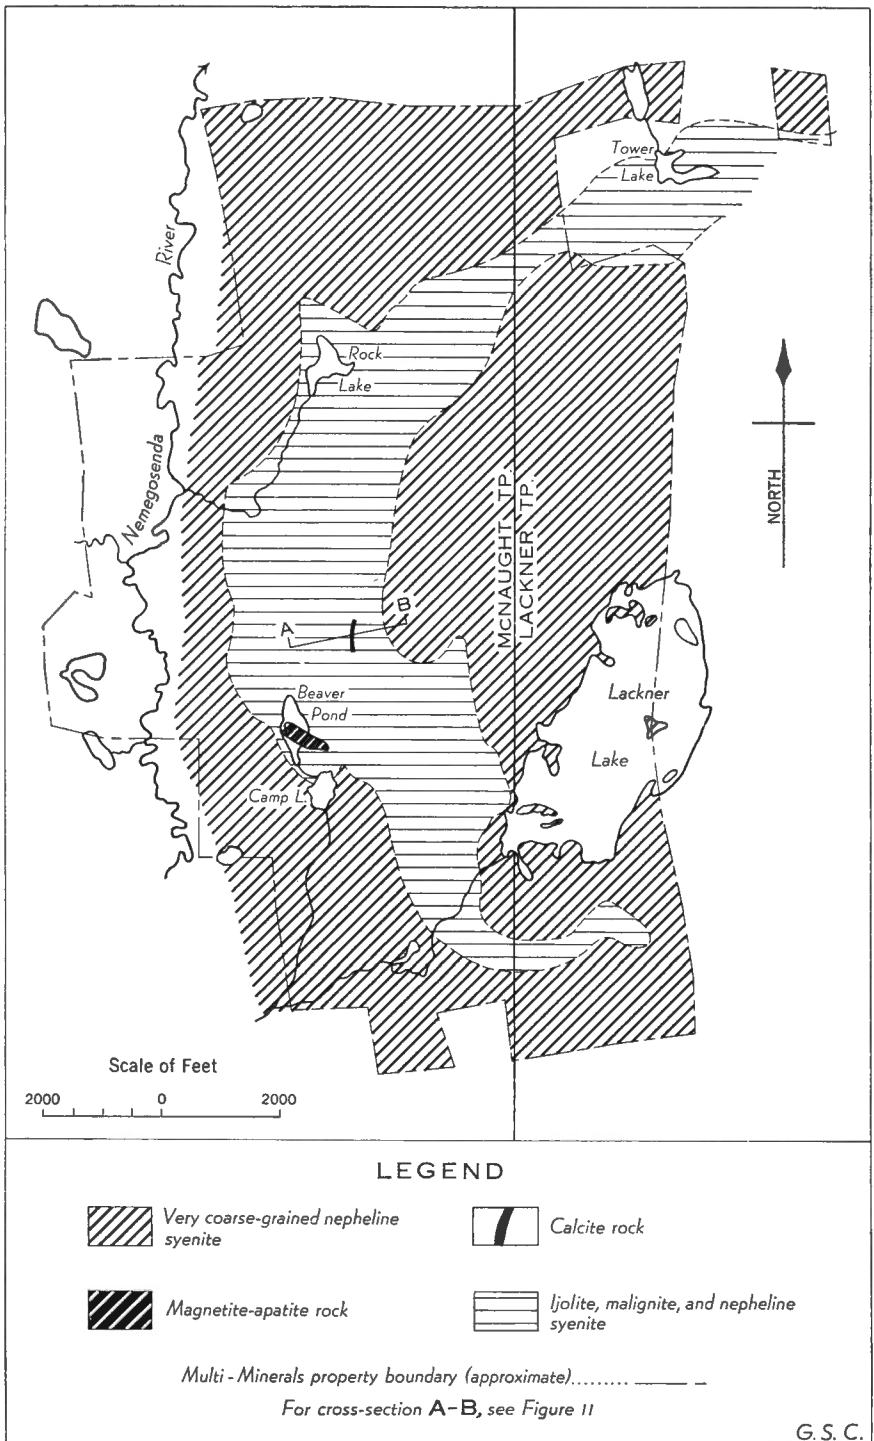 Tower
Lake
River
Rock
Lake
Nemegosenda
McNAUGHT TP.
LACKNER TP.
NORTH
A
B
Beaver
Pond
Lackner
Lake
Camp L.
Scale of Feet
2000 0 2000
LEGEND
Very coarse-grained nepheline
syenite
Calcite rock
Magnetite-apatite rock
Ijolite, malignite, and nepheline
syenite
Multi-Minerals property boundary (approximate).........
For cross-section A-B, see Figure 11
G. S. C.